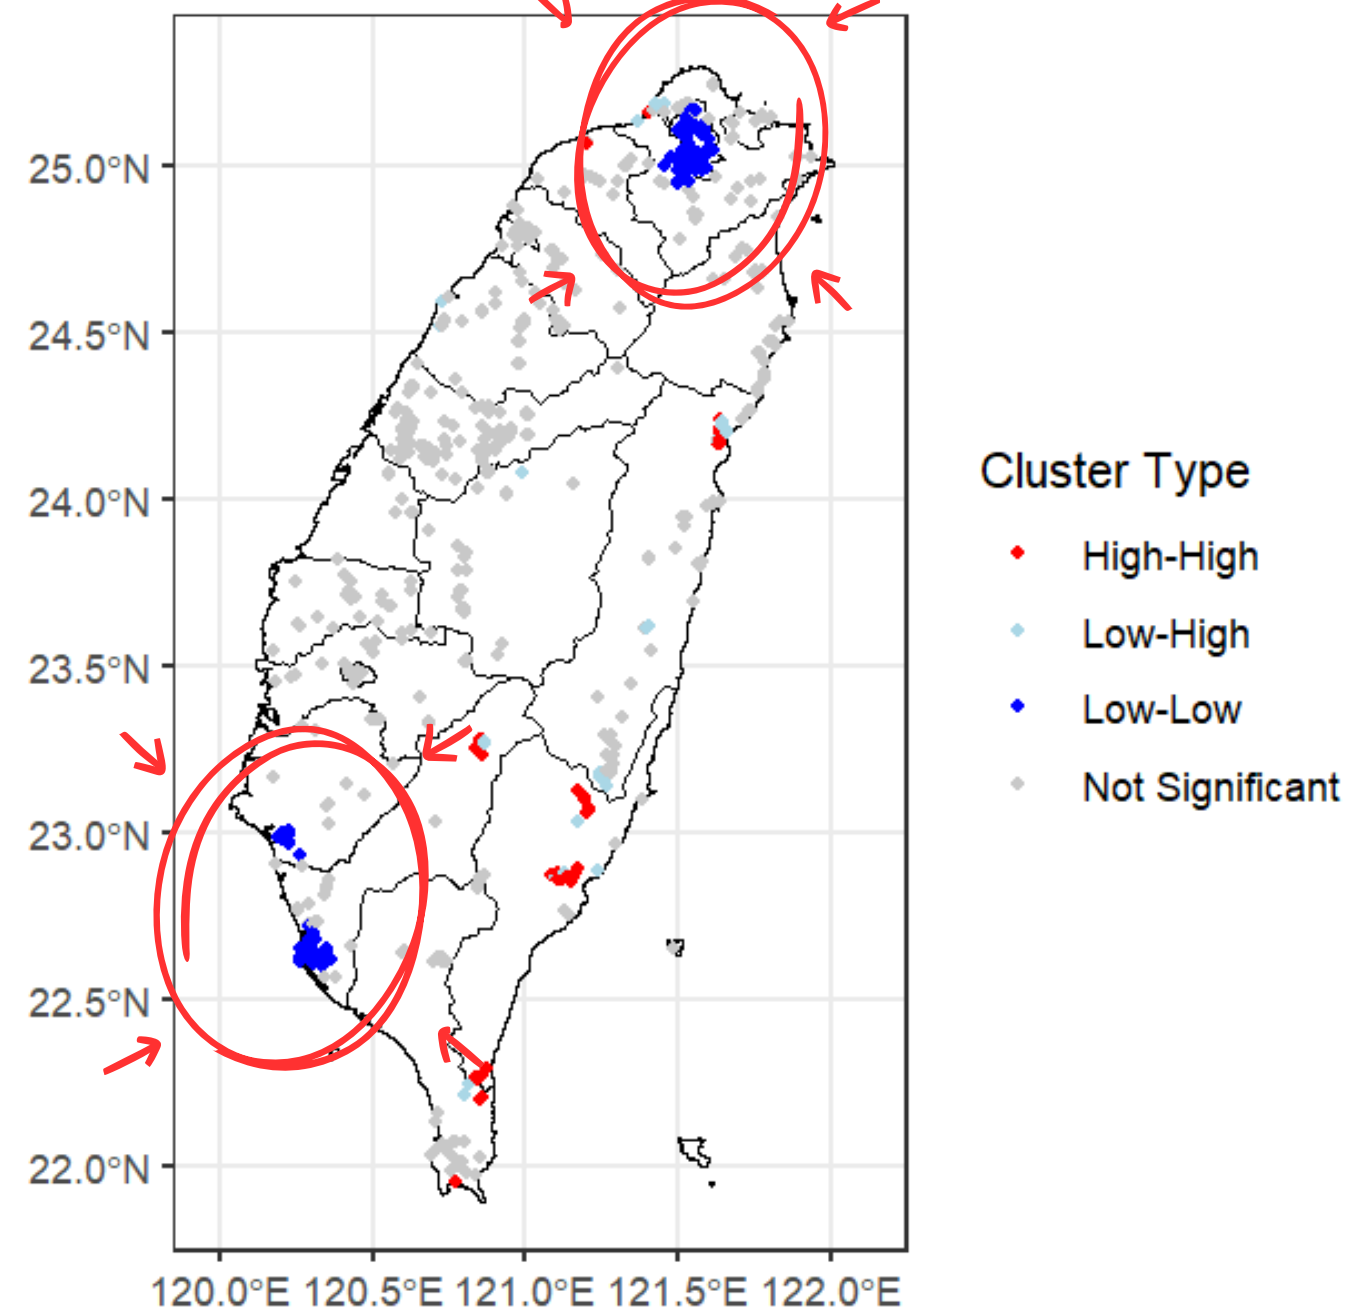 25.0°N
24.5°N
24.0°N
23.5°N
23.0°N
22.5°N
22.0°N
120.0°E 120.5°E 121.0°E 121.5°E 122.0°E
Cluster Type
High-High
Low-High
Low-Low
Not Significant